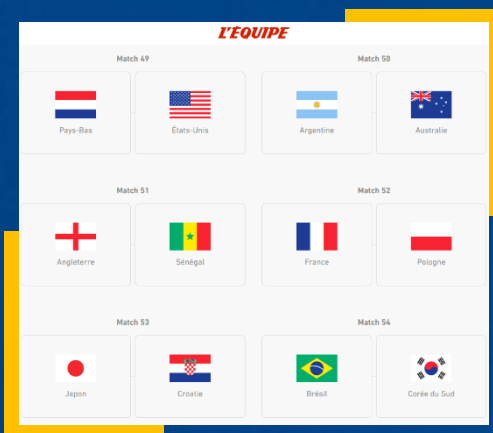 L'ÉQUIPE
Match 49
Match 50
Pays-Bas
États-Unis
Argentine
Australie
Match 51
Match 52
Angleterre
Sénégal
France
Pologne
Match 53
Match 54
Japon
Croatie
Brésil
Corée du Sud